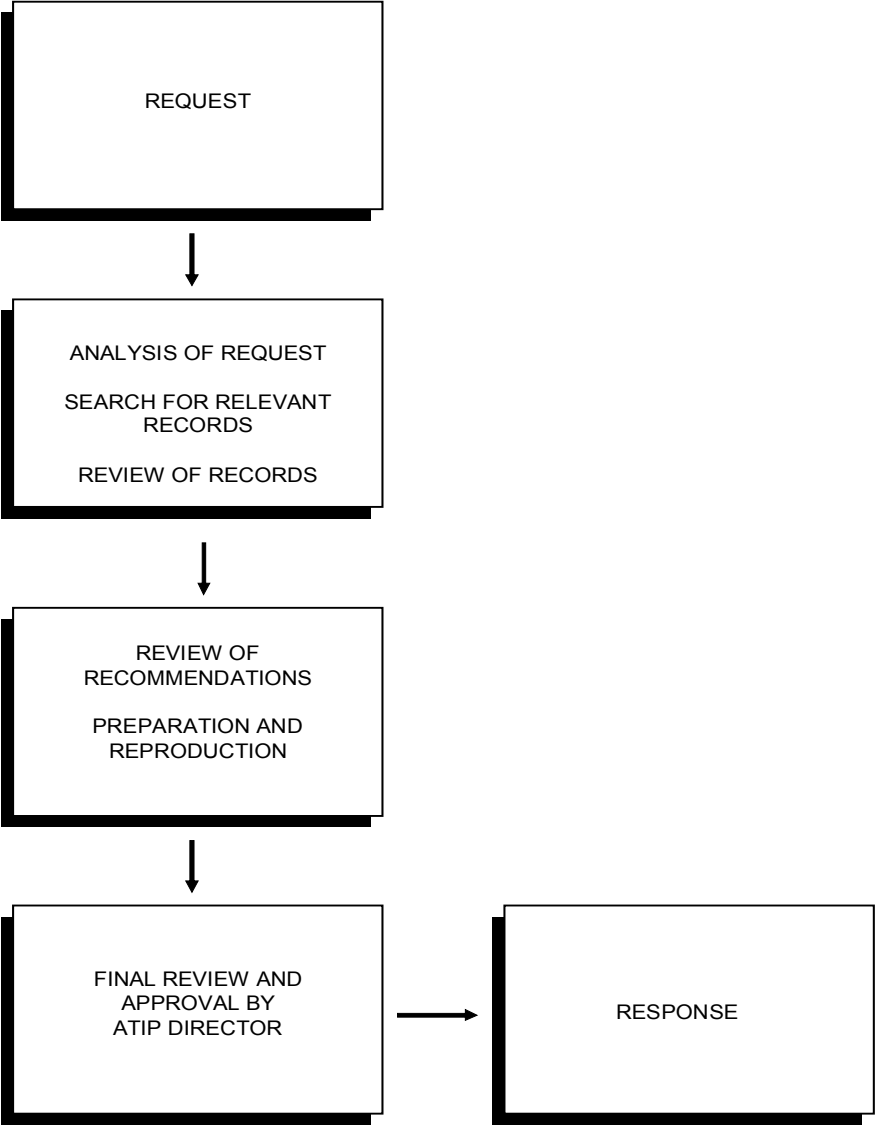 REQUEST
ANALYSIS OF REQUEST
SEARCH FOR RELEVANT
RECORDS
REVIEW OF RECORDS
REVIEW OF
RECOMMENDATIONS
PREPARATION AND
REPRODUCTION
FINAL REVIEW AND
APPROVAL BY
ATIP DIRECTOR
RESPONSE